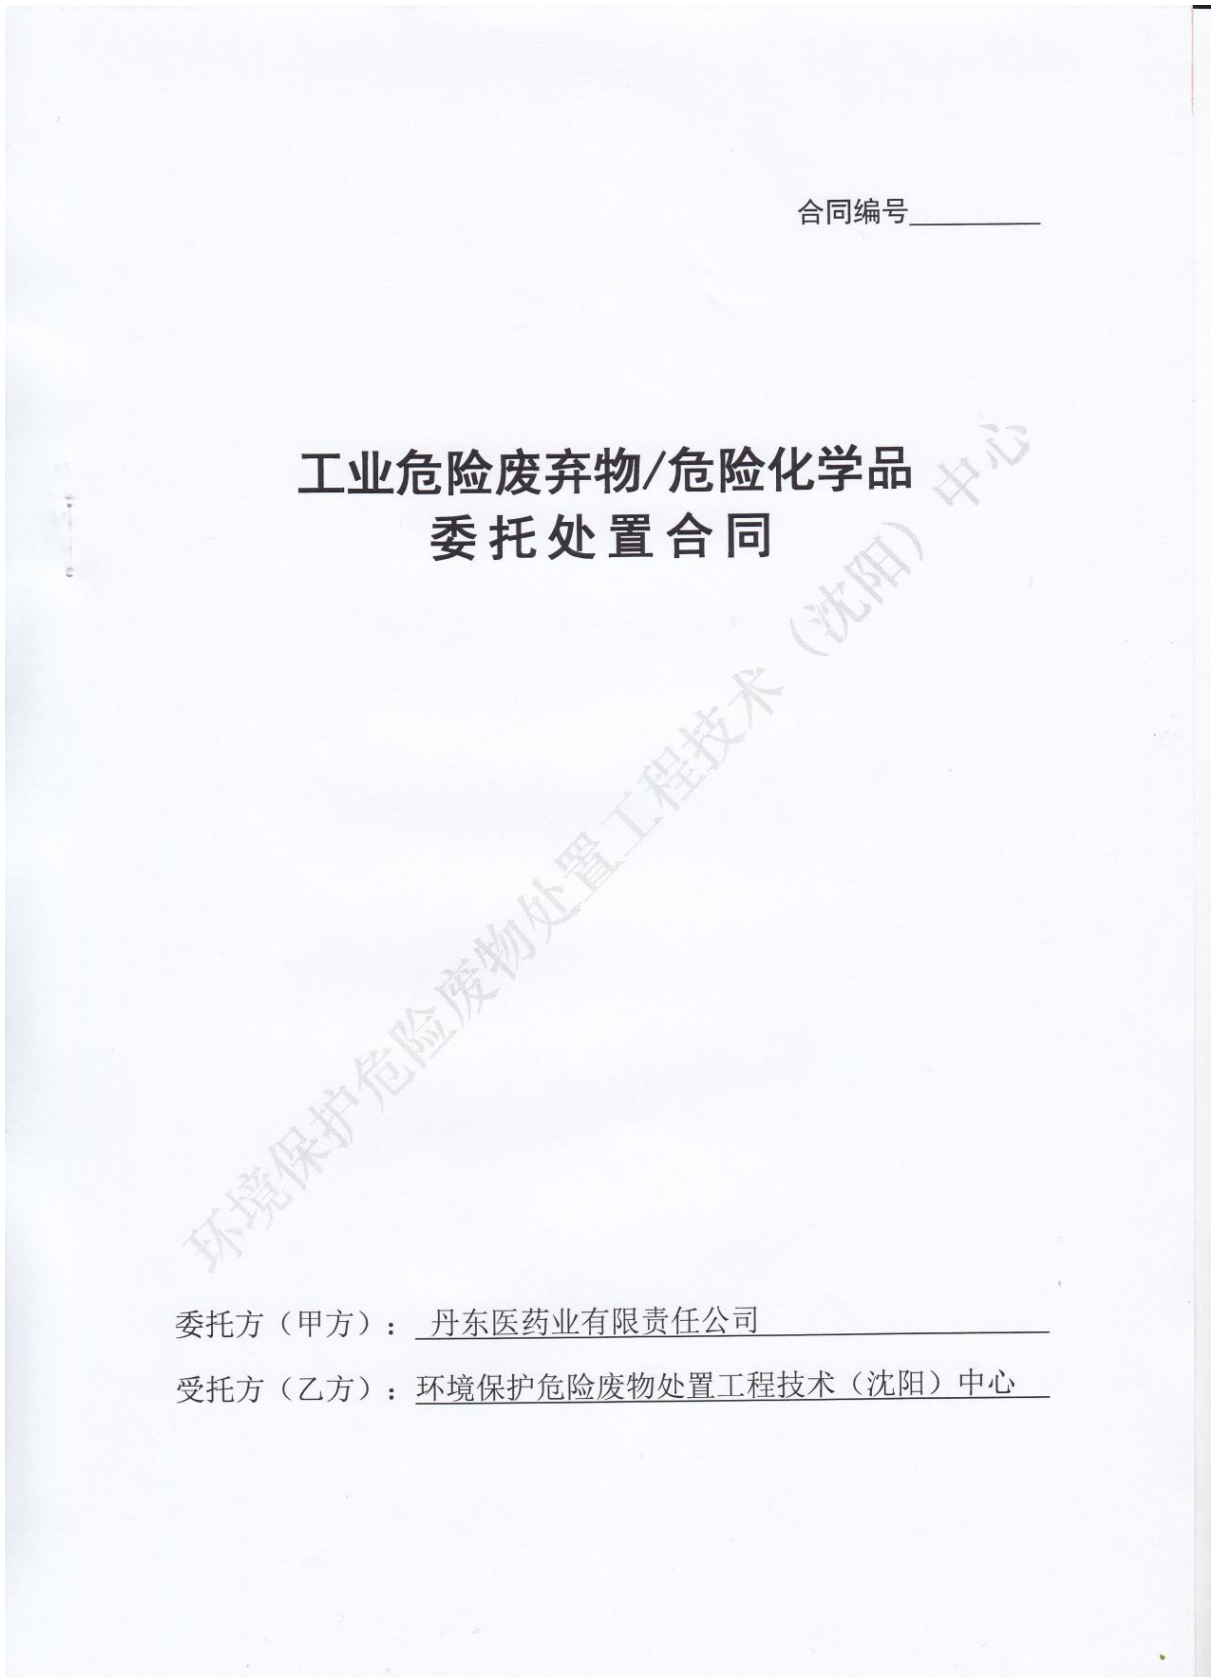 合同编号
工业危险废弃物/危险化学品
委托处置合同
环境保护危险废物处置工程技术（沈阳）中心
委托方（甲方）：丹东医药业有限责任公司
受托方（乙方）：环境保护危险废物处置工程技术（沈阳）中心